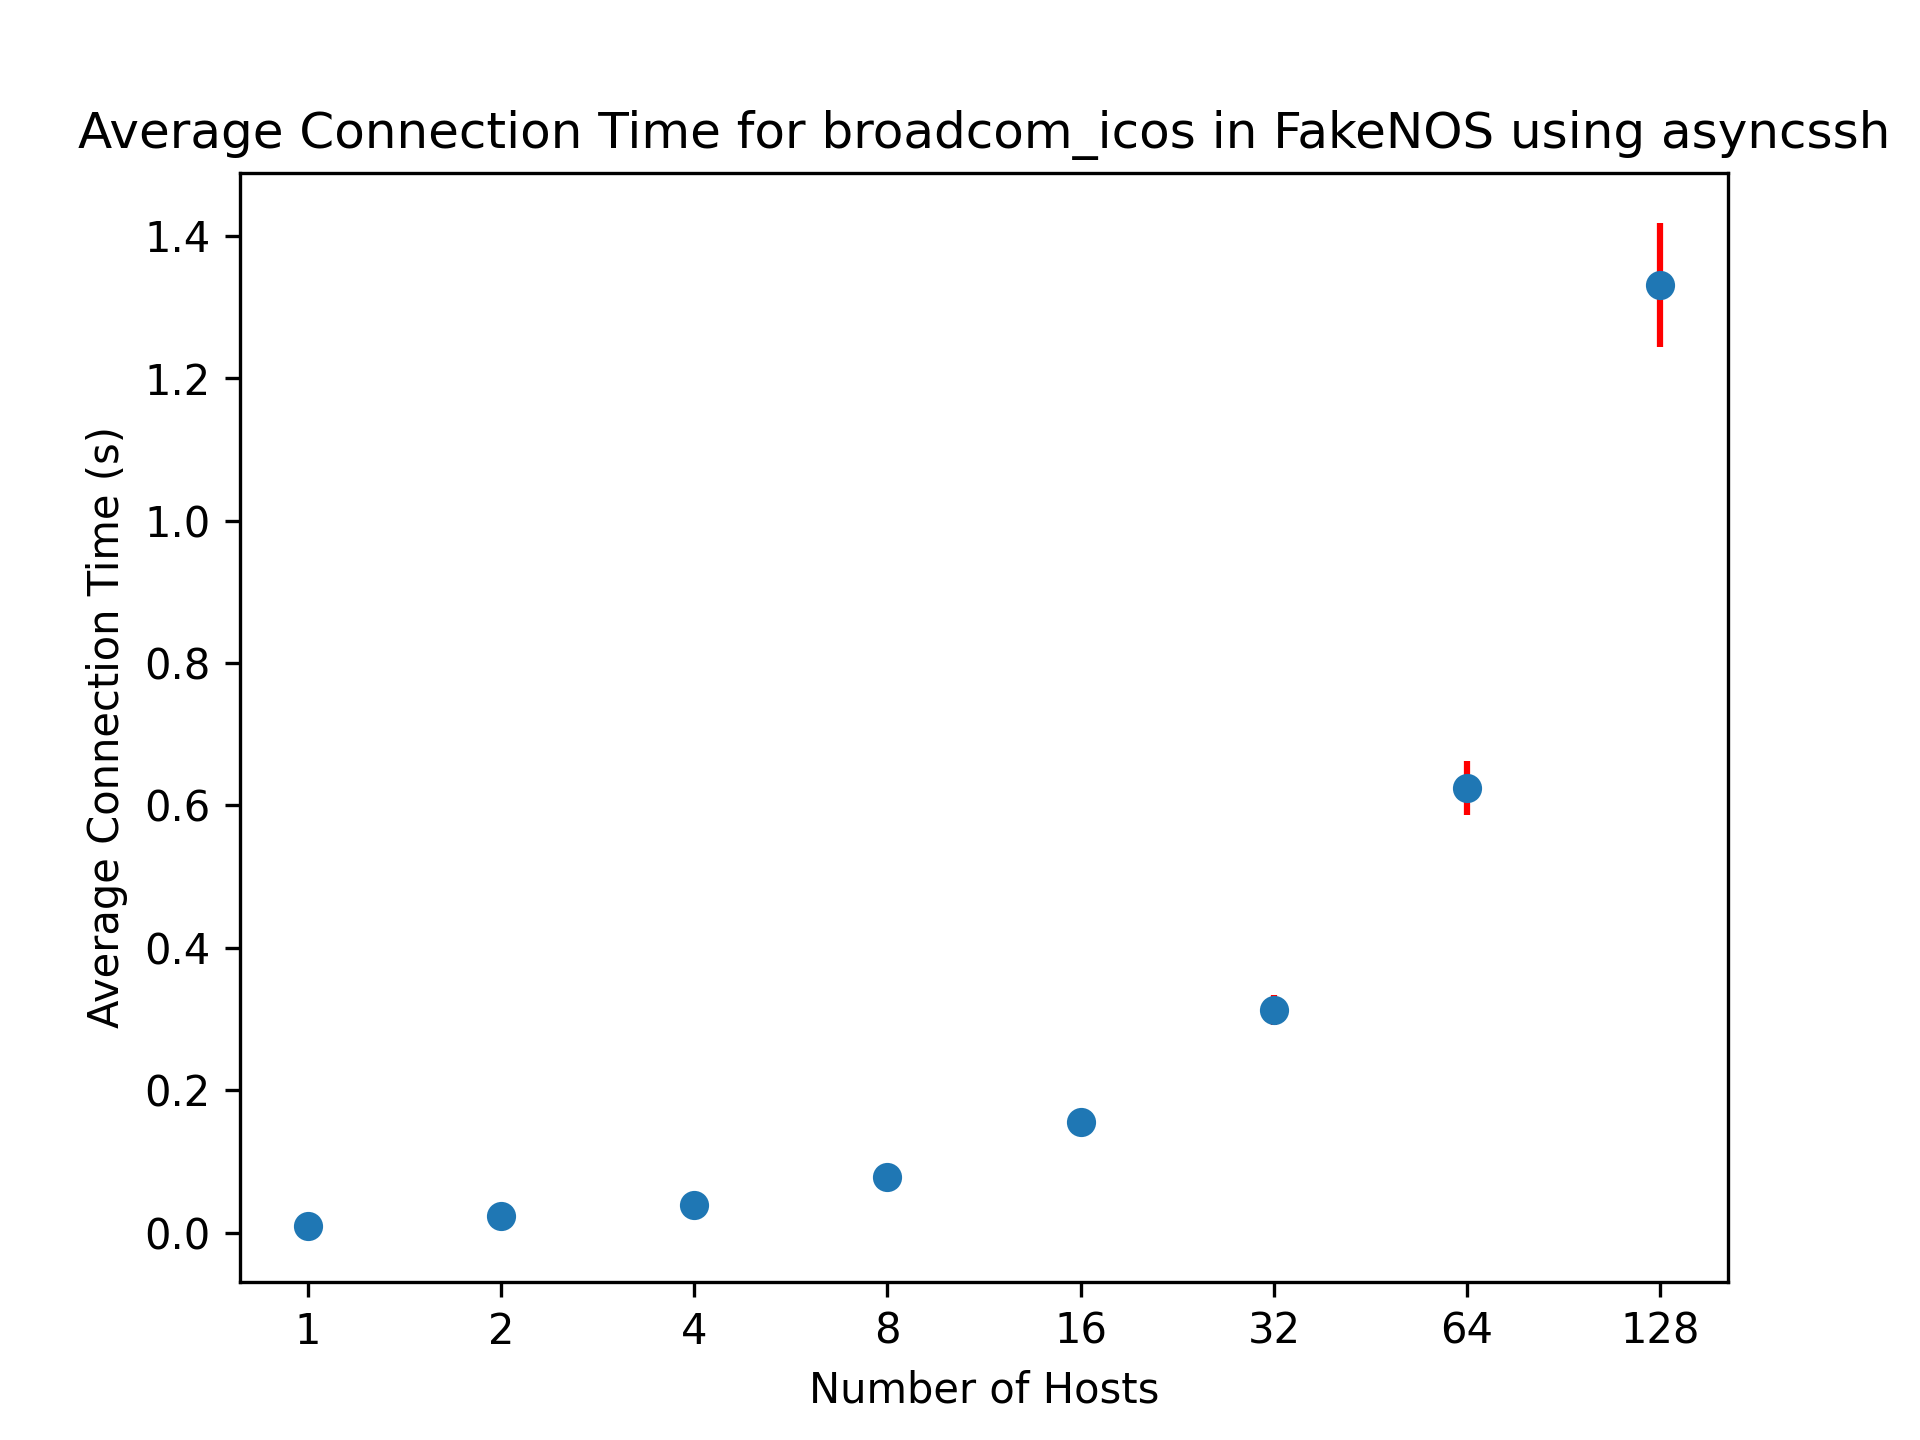 Average Connection Time for broadcom_icos in FakeNOS using asyncssh
Average Connection Time (s)
1.4
1.2
1.0
0.8
0.6
0.4
0.2
0.0
1 2 4 8 16 32 64 128
Number of Hosts